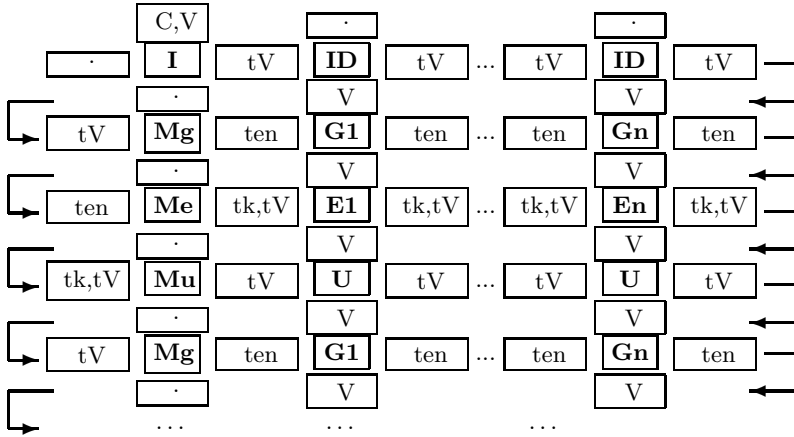 C,V · ·
· I tV ID tV ... tV ID tV
· V V
tV Mg ten G1 ten ... ten Gn ten
· V V
ten Me tk,tV E1 tk,tV ... tk,tV En tk,tV
· V V
tk,tV Mu tV U tV ... tV U tV
· V V
tV Mg ten G1 ten ... ten Gn ten
· V V
... ... ...